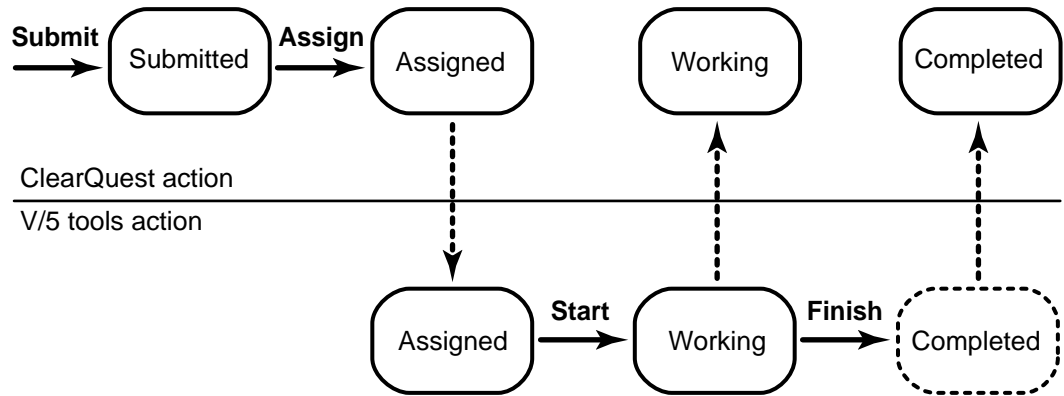 Submit
Submitted
Assign
Assigned
Working
Completed
ClearQuest action
V/5 tools action
Assigned
Start
Working
Finish
Completed